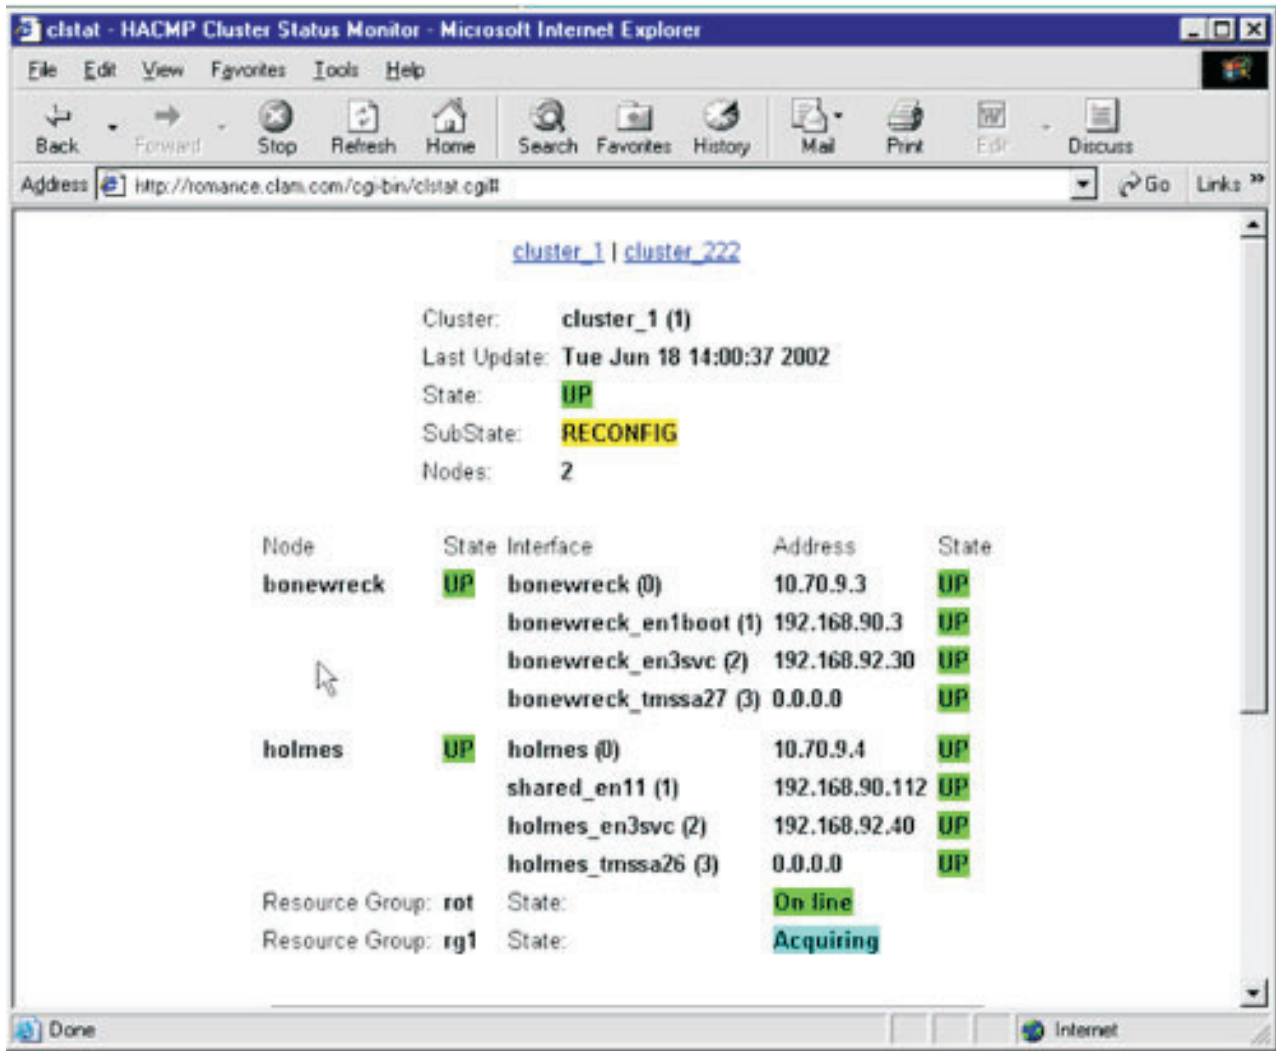 clstat - HACMP Cluster Status Monitor - Microsoft Internet Explorer
File Edit View Favorites Tools Help
Back Forward Stop Refresh Home Search Favorites History Mail Print Edit Discuss
Address http://romance.clam.com/cgi-bin/clstat.cgi# Go Links »
cluster_1 | cluster_222
Cluster: cluster_1 (1)
Last Update: Tue Jun 18 14:00:37 2002
State: UP
SubState: RECONFIG
Nodes: 2
Node State Interface Address State
bonewreck UP bonewreck (0) 10.70.9.3 UP
bonewreck_en1boot (1) 192.168.90.3 UP
bonewreck_en3svc (2) 192.168.92.30 UP
bonewreck_tmssa27 (3) 0.0.0.0 UP
holmes UP holmes (0) 10.70.9.4 UP
shared_en11 (1) 192.168.90.112 UP
holmes_en3svc (2) 192.168.92.40 UP
holmes_tmssa26 (3) 0.0.0.0 UP
Resource Group: rot State: On line
Resource Group: rg1 State: Acquiring
Done Internet